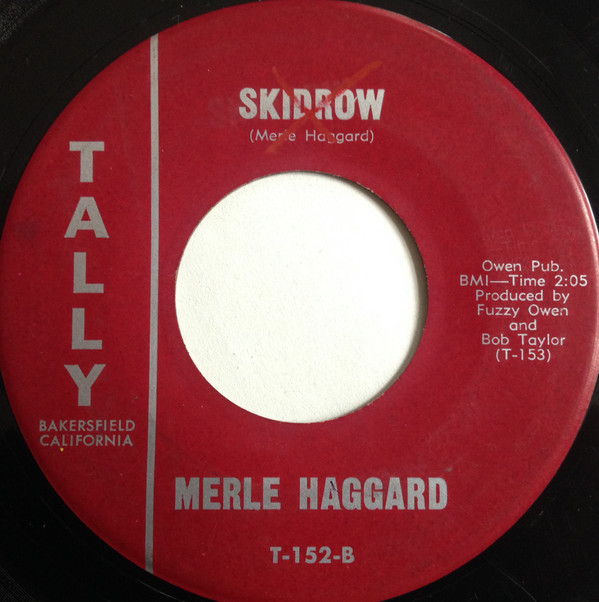 SKIDROW
(Merle Haggard)
TALLY
BAKERSFIELD
CALIFORNIA
Owen Pub.
BMI—Time 2:05
Produced by
Fuzzy Owen
and
Bob Taylor
(T-153)
MERLE HAGGARD
T-152-B